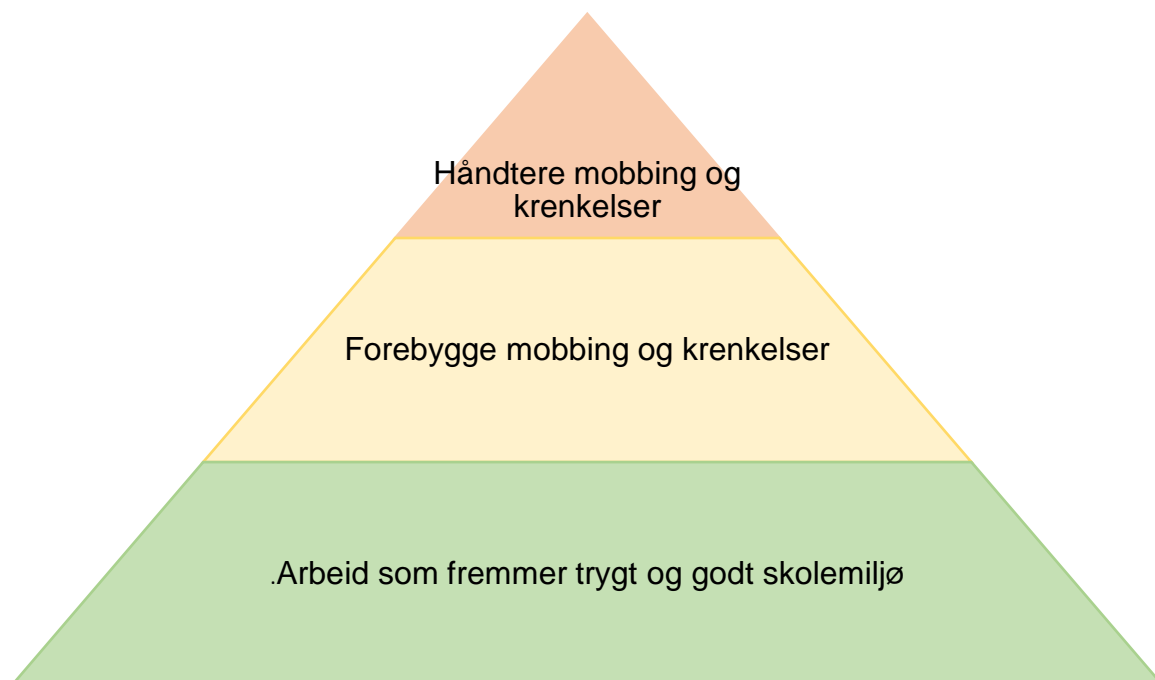 Håndtere mobbing og
krenkelser
Forebygge mobbing og krenkelser
.Arbeid som fremmer trygt og godt skolemiljø